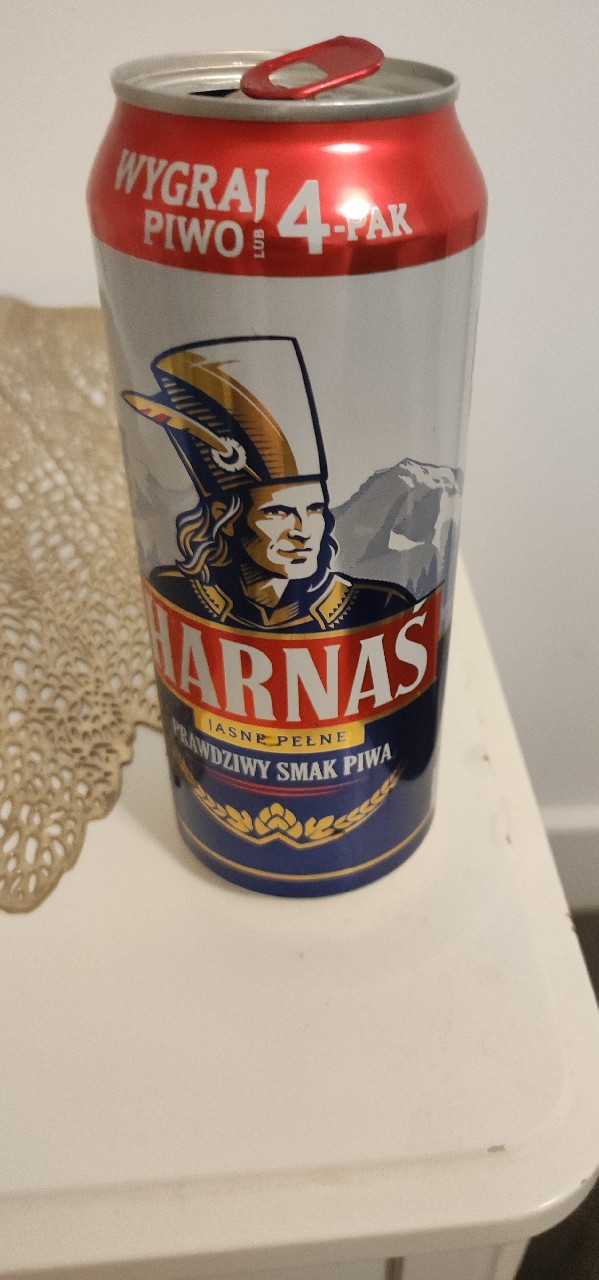 WYGRAJ
PIWO LUB 4-PAK
HARNAŚ
JASNE PEŁNE
PRAWDZIWY SMAK PIWA